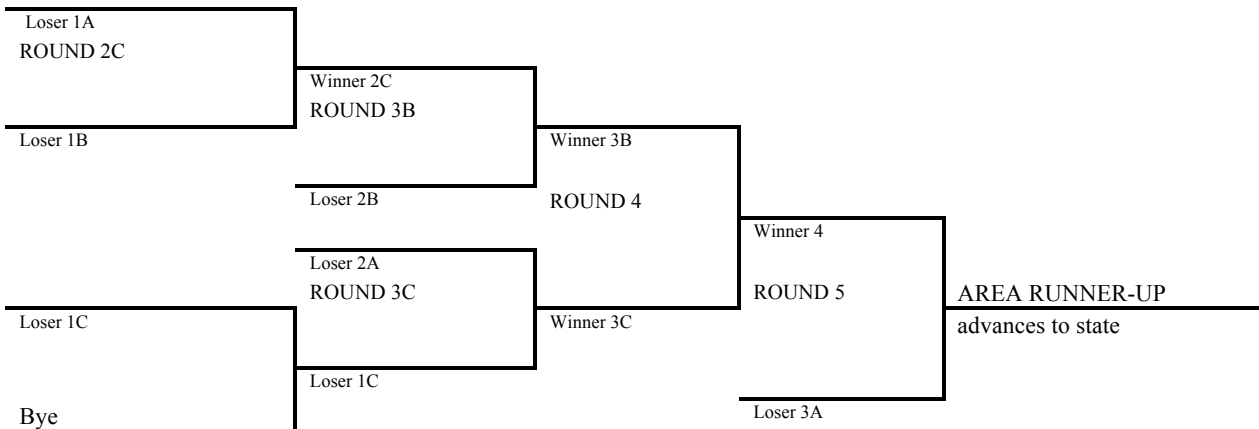 Loser 1A
ROUND 2C
Winner 2C
ROUND 3B
Loser 1B
Winner 3B
Loser 2B
ROUND 4
Winner 4
Loser 2A
ROUND 3C
ROUND 5
AREA RUNNER-UP
Loser 1C
Winner 3C
advances to state
Loser 1C
Bye
Loser 3A